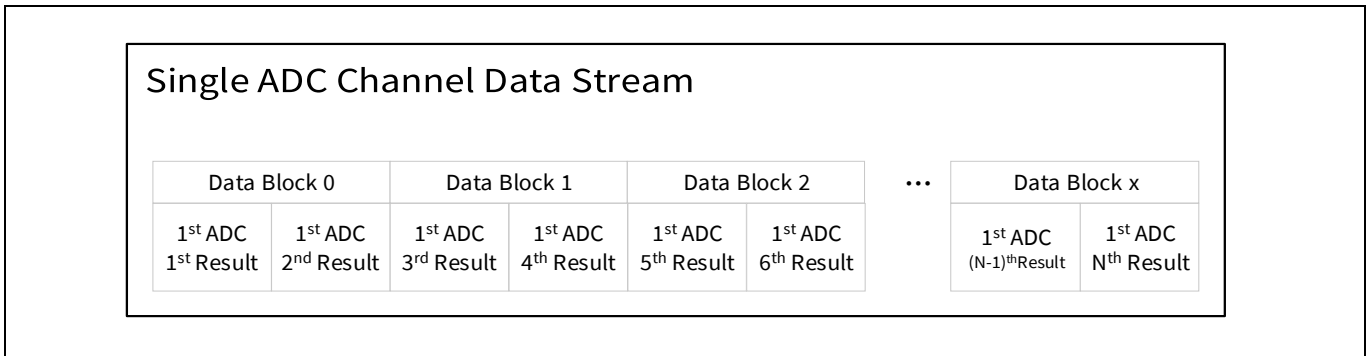 Single ADC Channel Data Stream
Data Block 0 Data Block 1 Data Block 2 ... Data Block x
1st ADC 1st ADC 1st ADC 1st ADC 1st ADC 1st ADC 1st ADC 1st ADC
1st Result 2nd Result 3rd Result 4th Result 5th Result 6th Result (N-1)thResult Nth Result